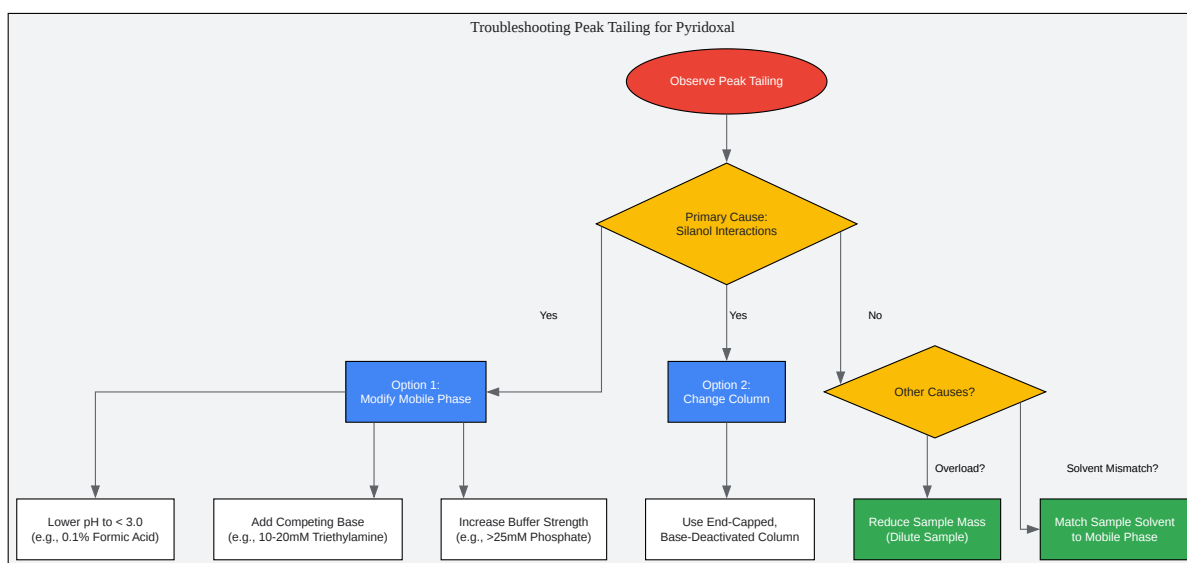 Troubleshooting Peak Tailing for Pyridoxal
Observe Peak Tailing
Primary Cause:
Silanol Interactions
Yes
Yes
No
Option 1:
Modify Mobile Phase
Option 2:
Change Column
Other Causes?
Overload?
Solvent Mismatch?
Lower pH to < 3.0
(e.g., 0.1% Formic Acid)
Add Competing Base
(e.g., 10-20mM Triethylamine)
Increase Buffer Strength
(e.g., >25mM Phosphate)
Use End-Capped,
Base-Deactivated Column
Reduce Sample Mass
(Dilute Sample)
Match Sample Solvent
to Mobile Phase